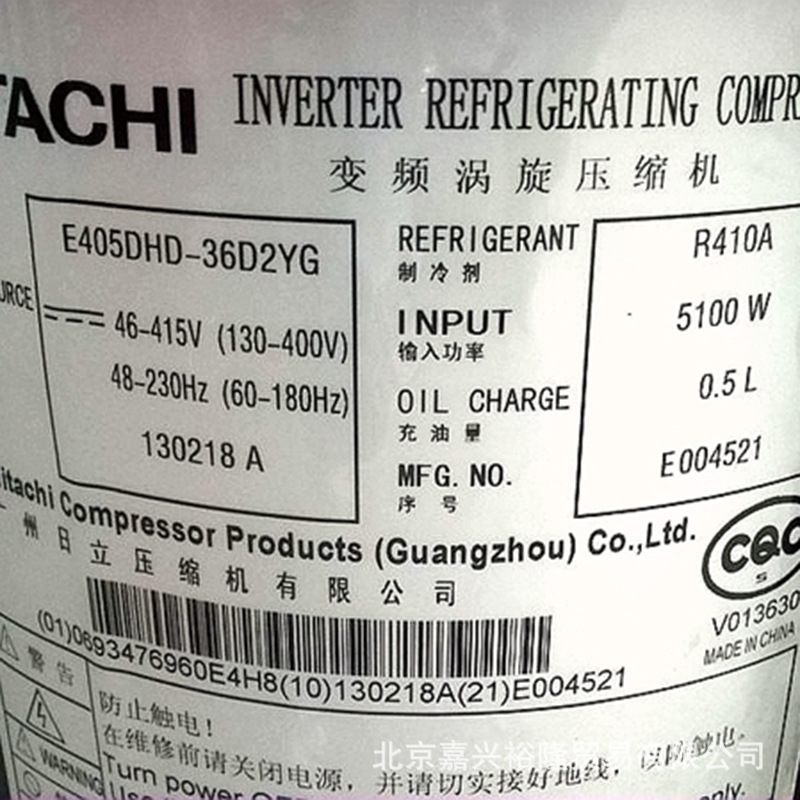 TACHI INVERTER REFRIGERATING COMPR
变频涡旋压缩机
E405DHD-36D2YG
REFRIGERANT R410A
制冷剂
URCE 46-415V (130-400V)
INPUT 5100 W
输入功率
48-230Hz (60-180Hz)
OIL CHARGE 0.5 L
充油量
130218 A
MFG. NO. E004521
序号
itachi Compressor Products (Guangzhou) Co.,Ltd.
广州日立压缩机有限公司
CQC
S
V013630
MADE IN CHINA
(01)0693476960E4H8(10)130218A(21)E004521
警告
防止触电!
在维修前请关闭电源，并请切实接好地线，以防触电。
WARNING
Turn power
北京嘉兴裕隆贸易有限公司